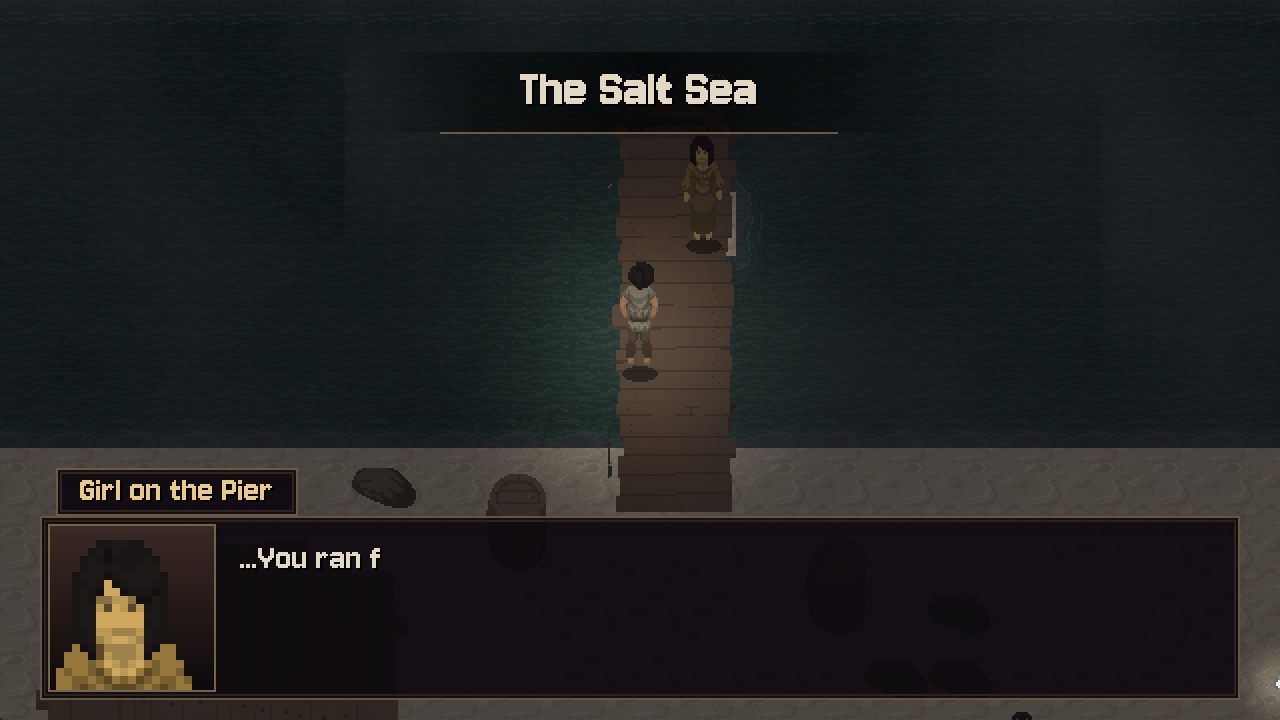 The Salt Sea
Girl on the Pier
...You ran f